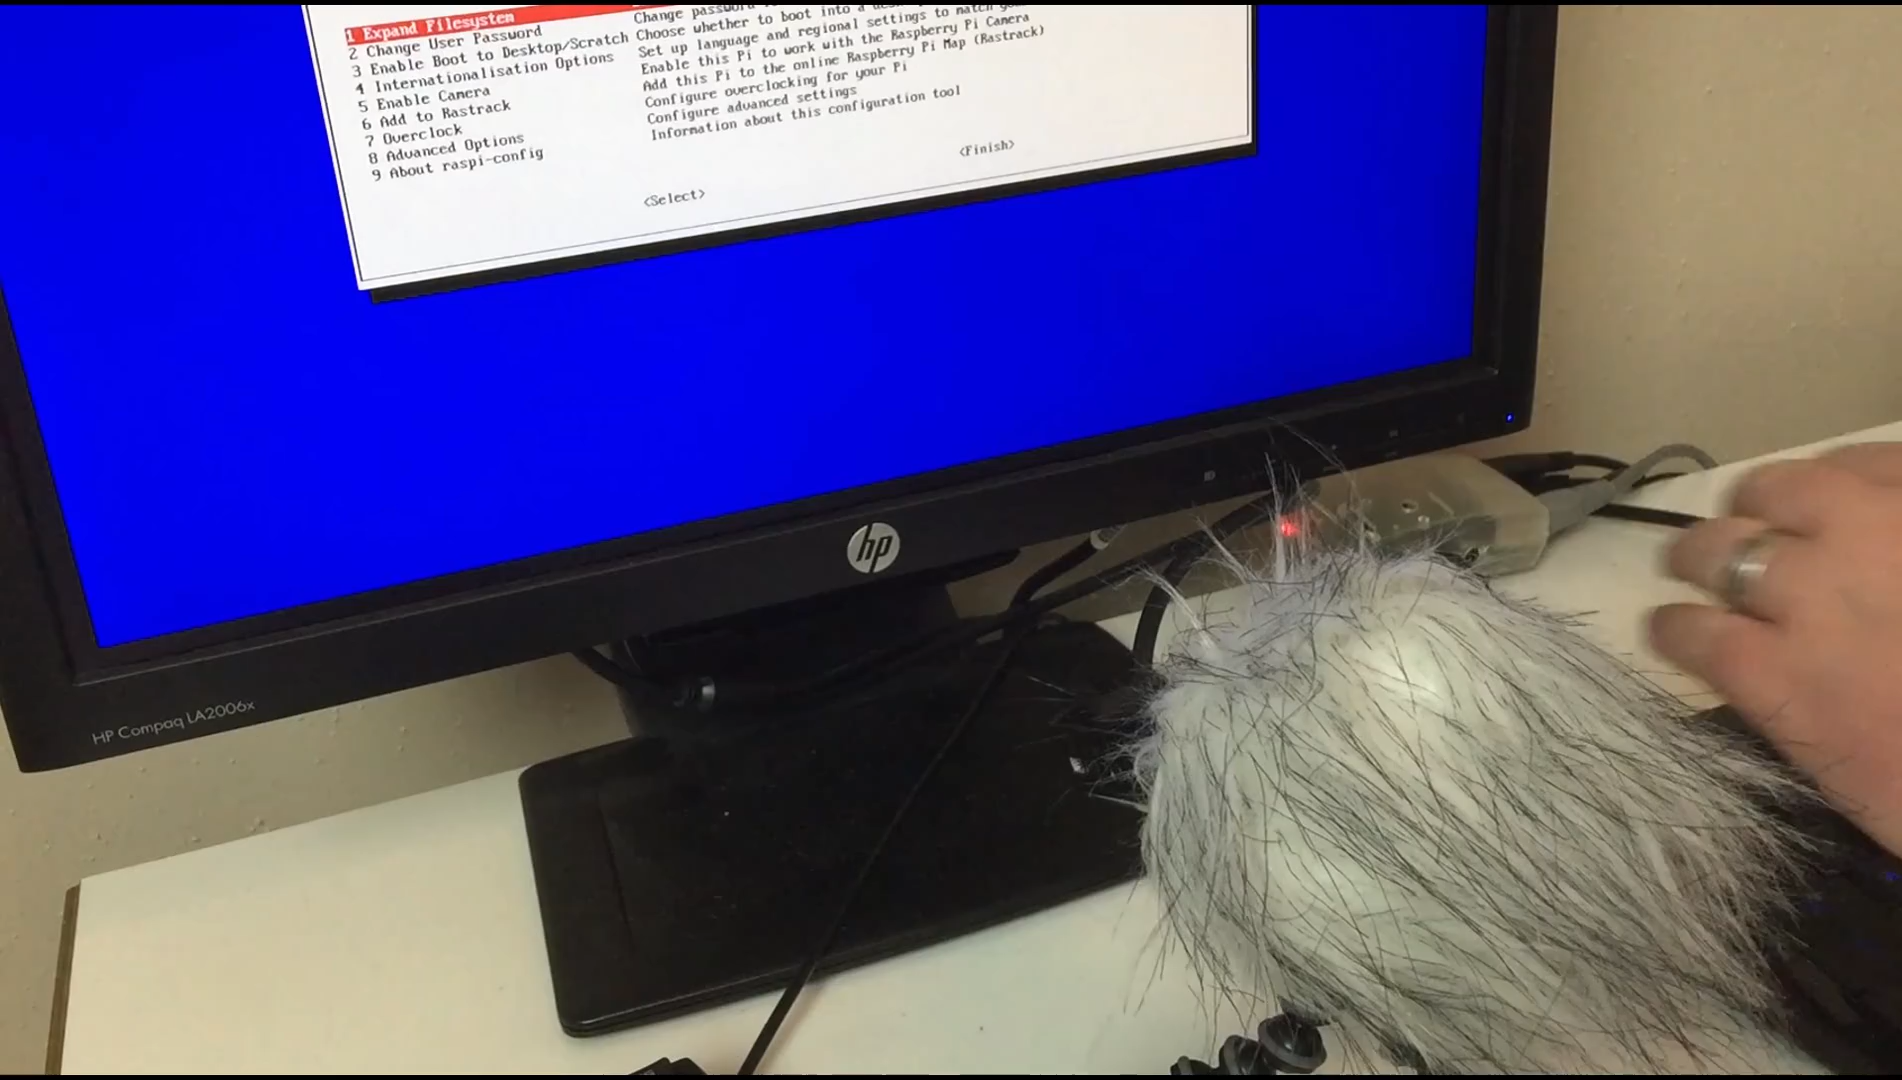 1 Expand Filesystem
2 Change User Password Change password
3 Enable Boot to Desktop/Scratch Choose whether to boot into a
4 Internationalisation Options Set up language and regional settings to match
5 Enable Camera Enable this Pi to work with the Raspberry Pi Camera
6 Add to Rastrack Add this Pi to the online Raspberry Pi Map (Rastrack)
7 Overclock Configure overclocking for your Pi
8 Advanced Options Configure advanced settings
9 About raspi-config Information about this configuration tool
<Select> <Finish>
hp
HP Compaq LA2006x